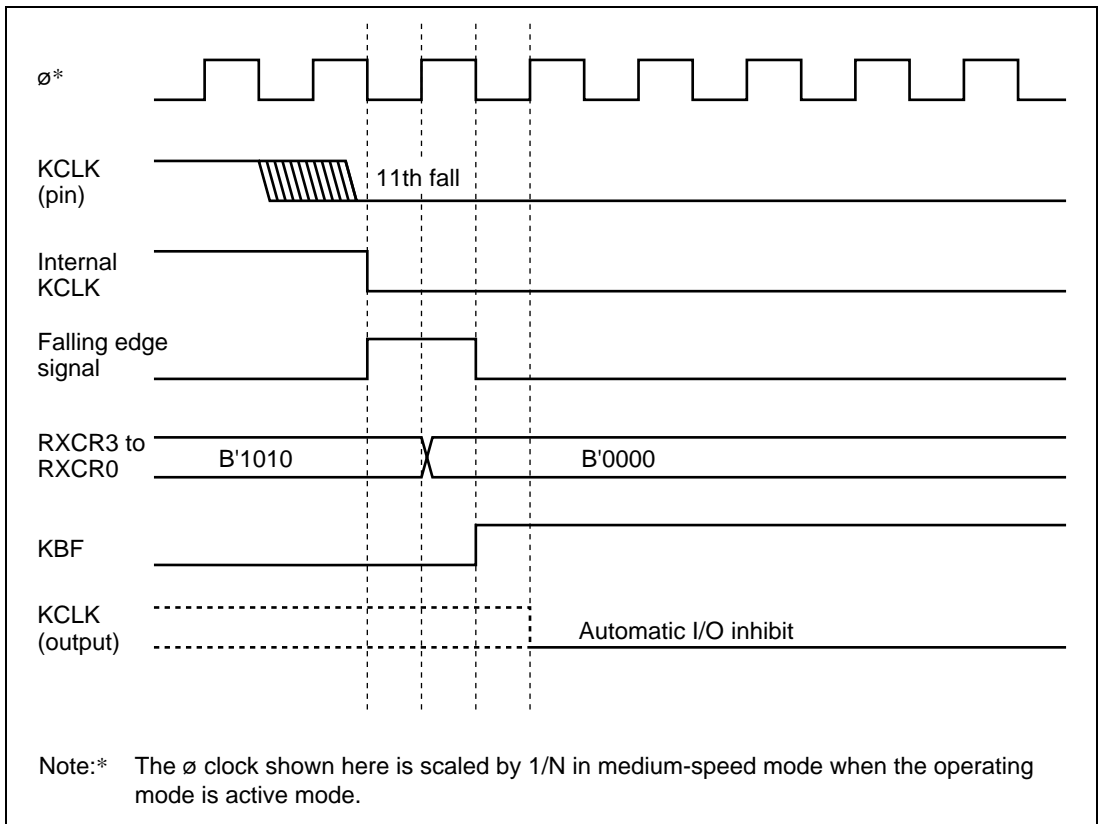 ø*
KCLK
(pin)
11th fall
Internal
KCLK
Falling edge
signal
RXCR3 to
RXCR0
B'1010
B'0000
KBF
KCLK
(output)
Automatic I/O inhibit
Note:* The ø clock shown here is scaled by 1/N in medium-speed mode when the operating
mode is active mode.